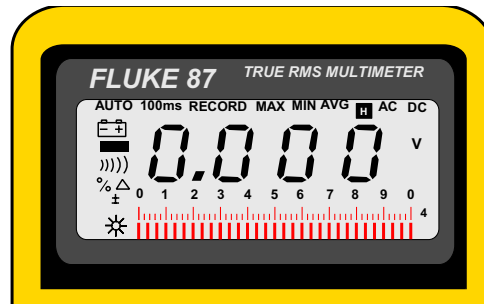 FLUKE 87 TRUE RMS MULTIMETER
AUTO 100ms RECORD MAX MIN AVG H AC DC
0.000 V
%
±
0 1 2 3 4 5 6 7 8 9 0
4